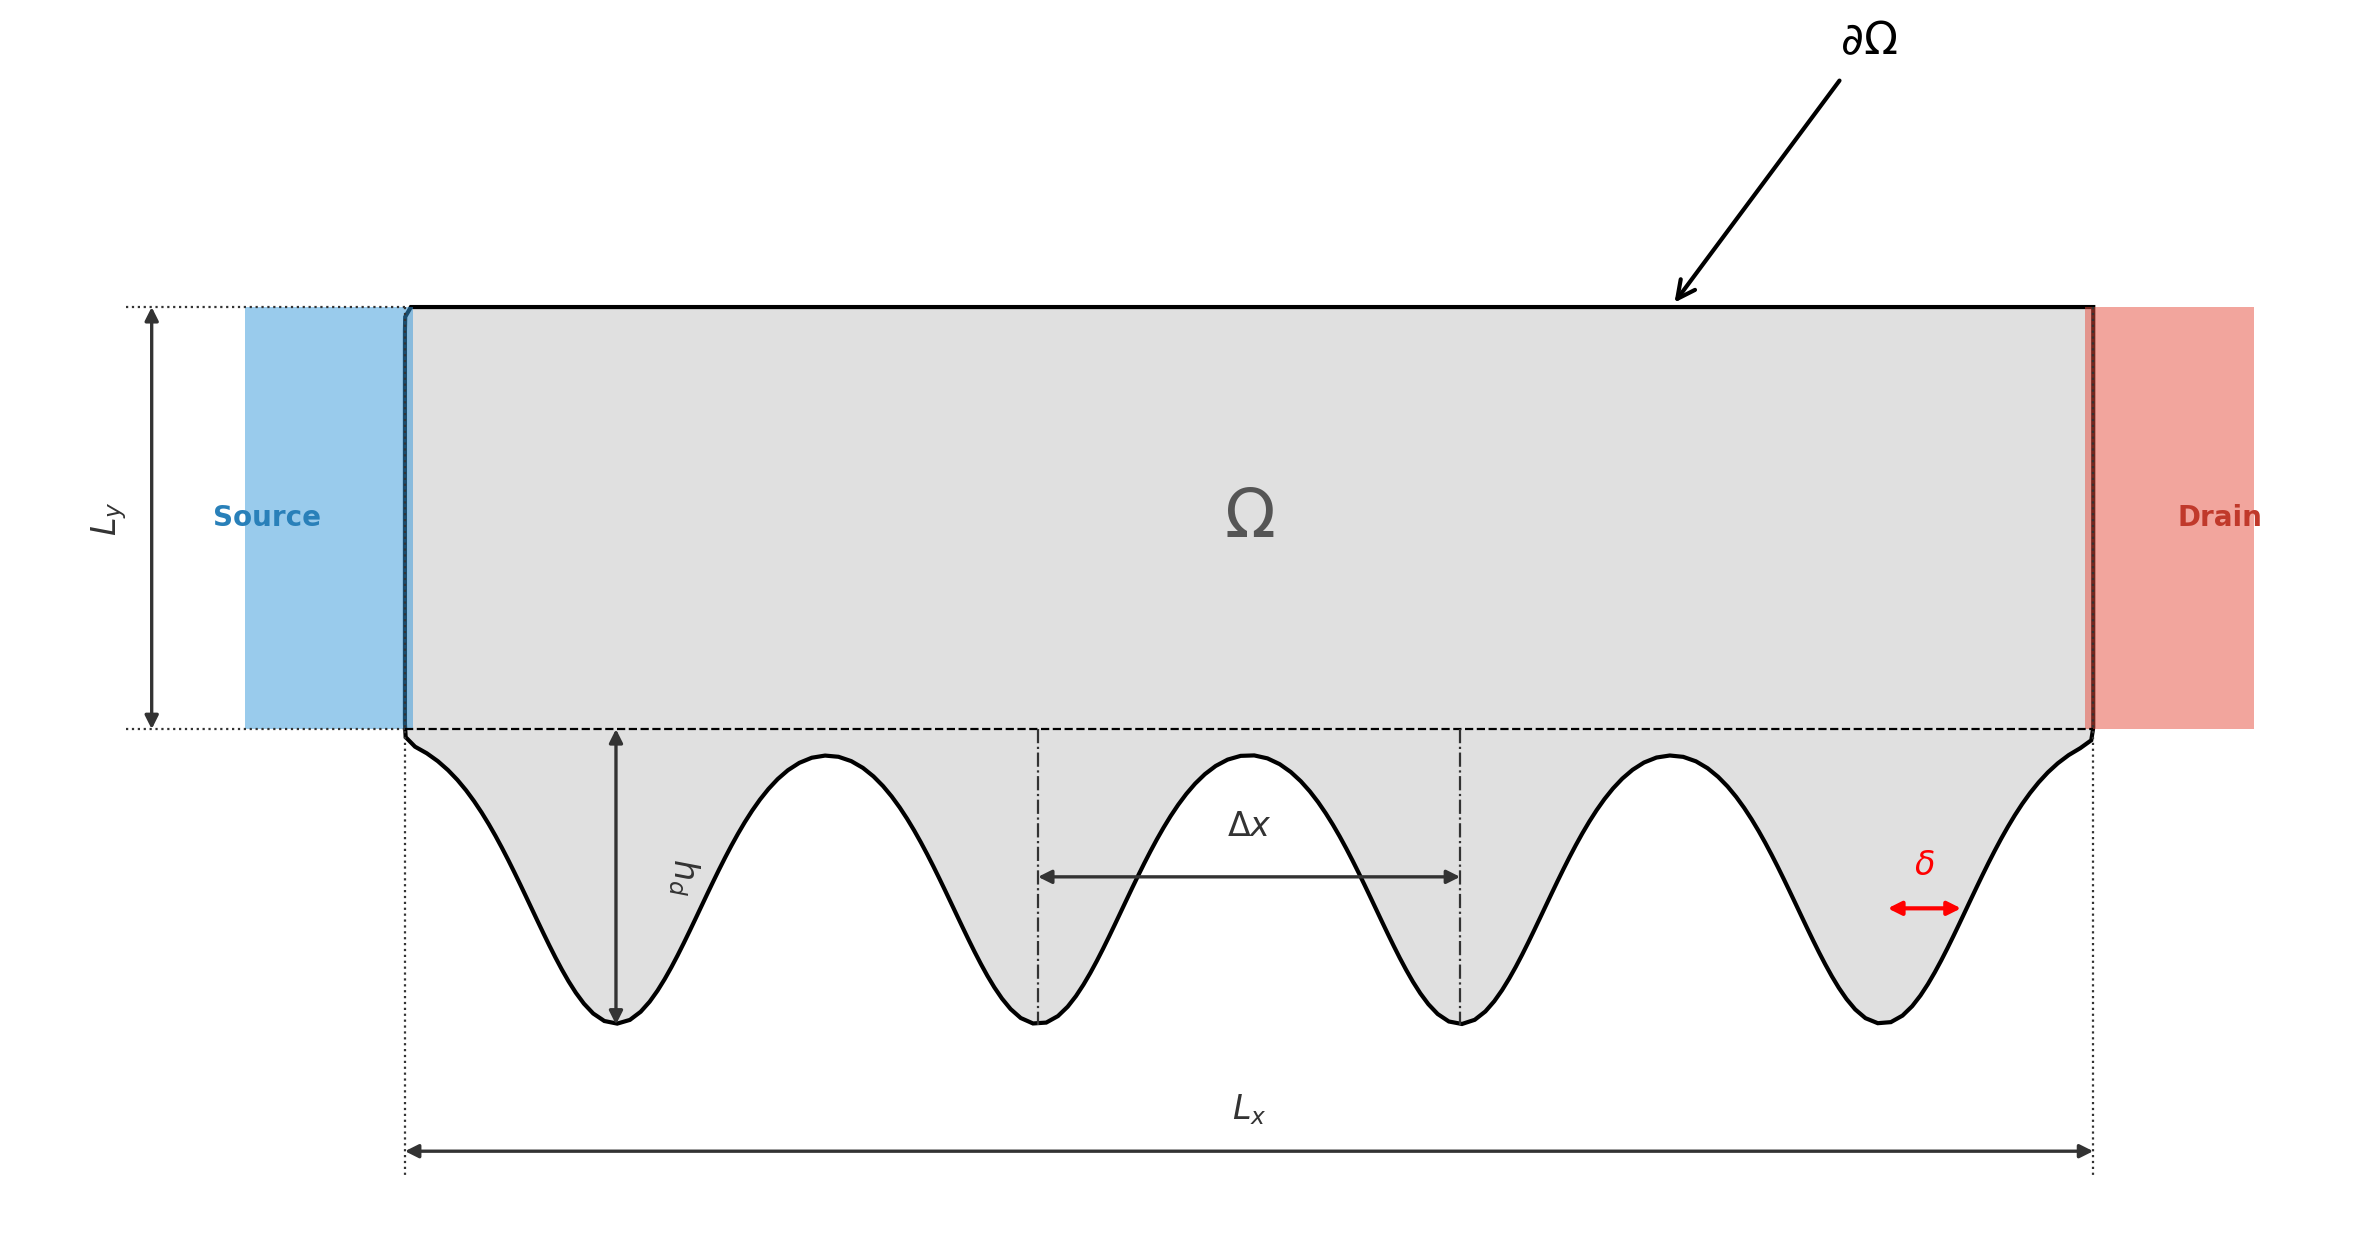 ∂Ω
L_y
Source
Ω
Drain
h_d
Δx
δ
L_x